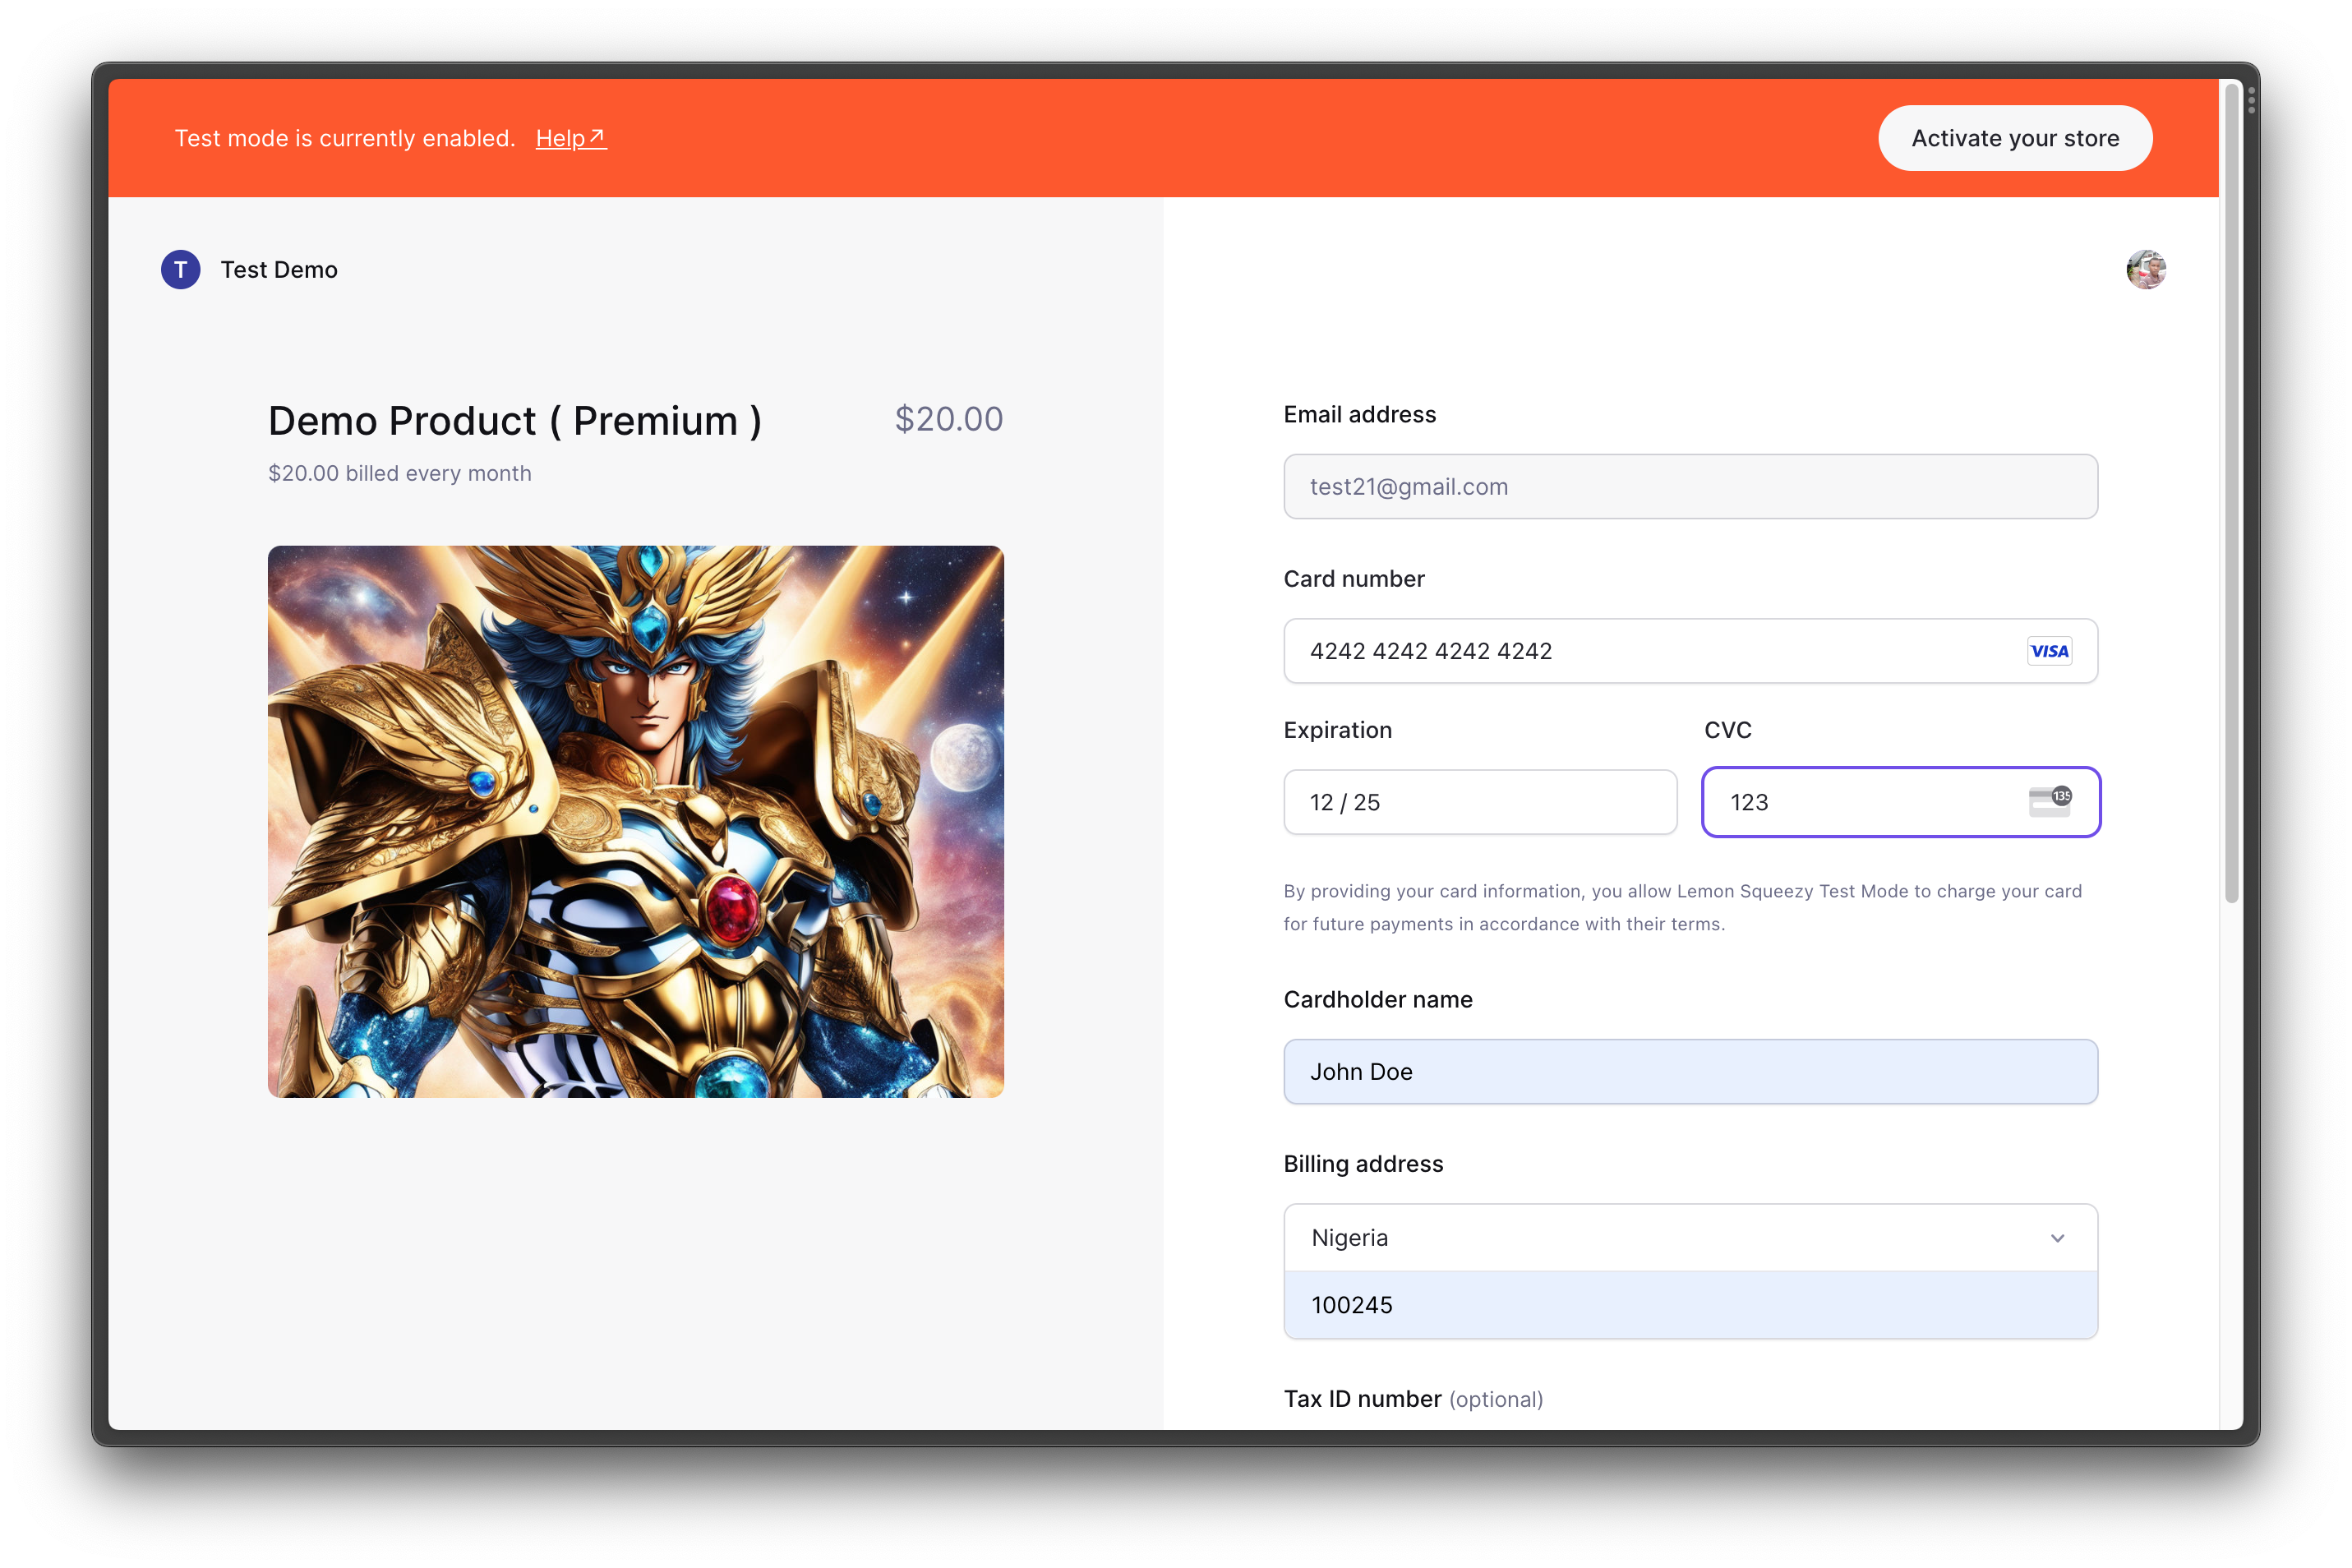 Test mode is currently enabled. Help↗
Activate your store
T
Test Demo
Demo Product ( Premium )
$20.00
$20.00 billed every month
Email address
test21@gmail.com
Card number
4242 4242 4242 4242
VISA
Expiration
CVC
12 / 25
123
135
By providing your card information, you allow Lemon Squeezy Test Mode to charge your card
for future payments in accordance with their terms.
Cardholder name
John Doe
Billing address
Nigeria
100245
Tax ID number (optional)